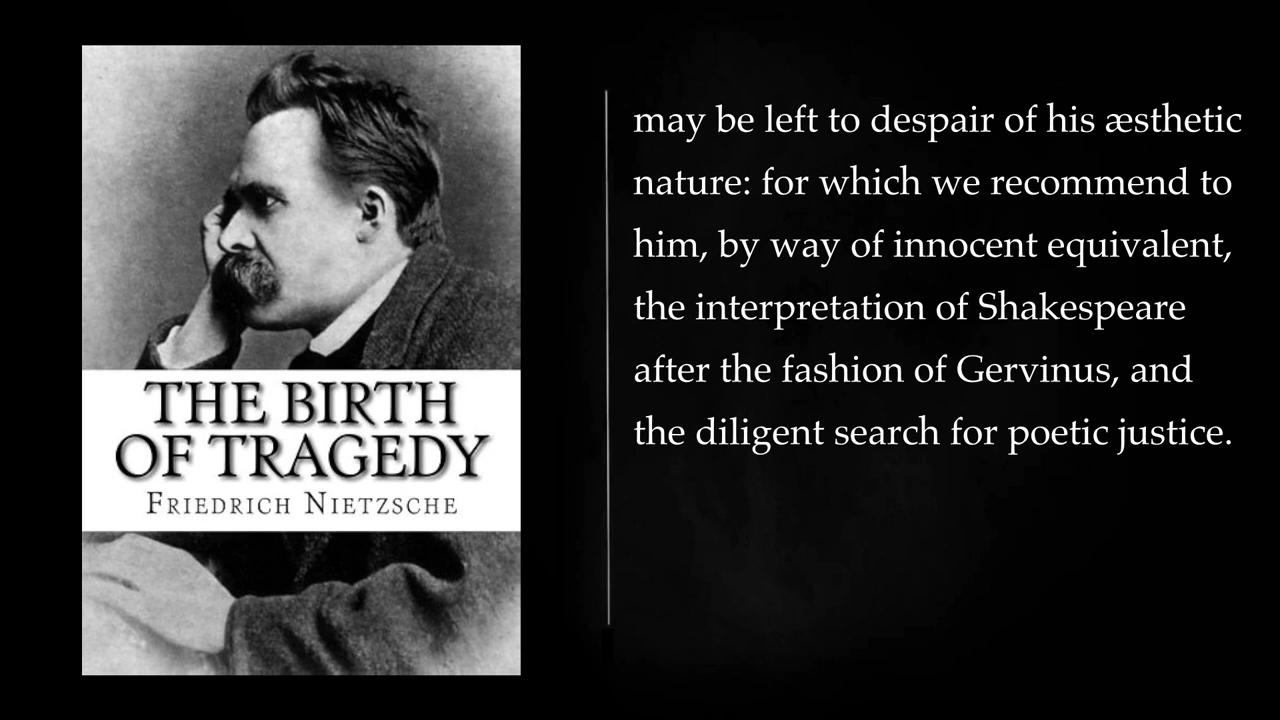 THE BIRTH
OF TRAGEDY
FRIEDRICH NIETZSCHE
may be left to despair of his æsthetic
nature: for which we recommend to
him, by way of innocent equivalent,
the interpretation of Shakespeare
after the fashion of Gervinus, and
the diligent search for poetic justice.